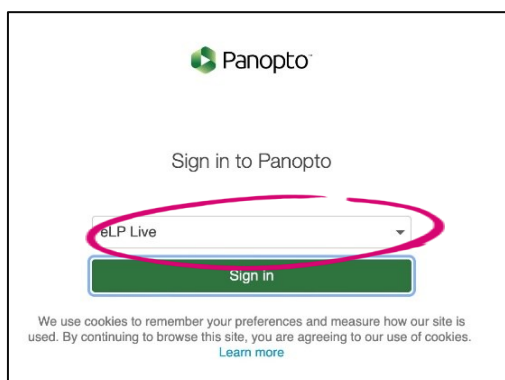 Panopto™
Sign in to Panopto
eLP Live
Sign in
We use cookies to remember your preferences and measure how our site is
used. By continuing to browse this site, you are agreeing to our use of cookies.
Learn more